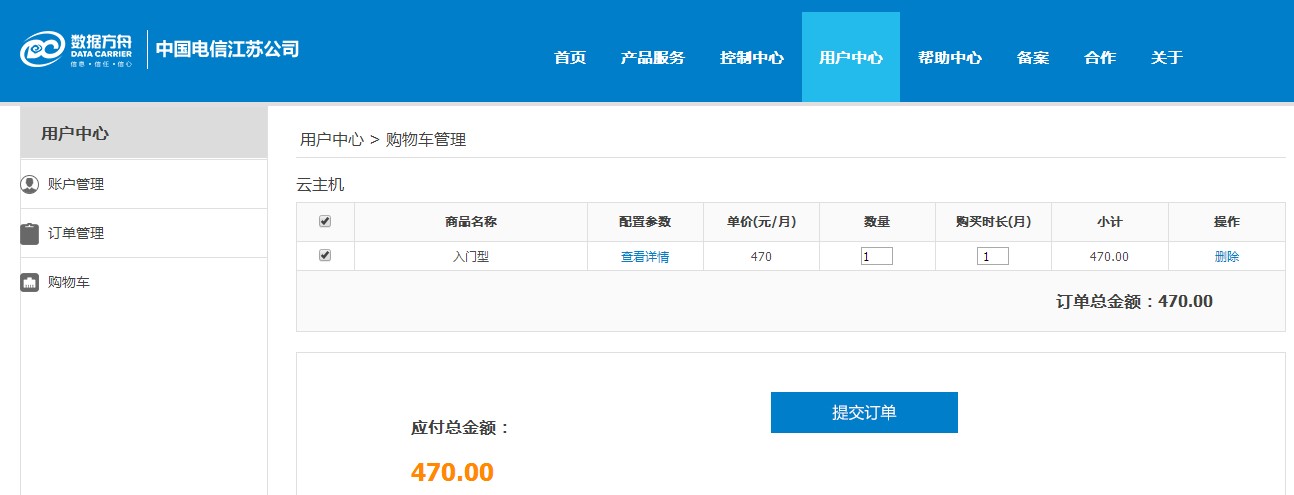 数据方舟
DATA CARRIER
信息·信任·信心
中国电信江苏公司
首页 产品服务 控制中心 用户中心 帮助中心 备案 合作 关于
用户中心
账户管理
订单管理
购物车
用户中心 > 购物车管理
云主机
商品名称 配置参数 单价(元/月) 数量 购买时长(月) 小计 操作
入门型 查看详情 470 1 1 470.00 删除
订单总金额：470.00
应付总金额：
470.00
提交订单